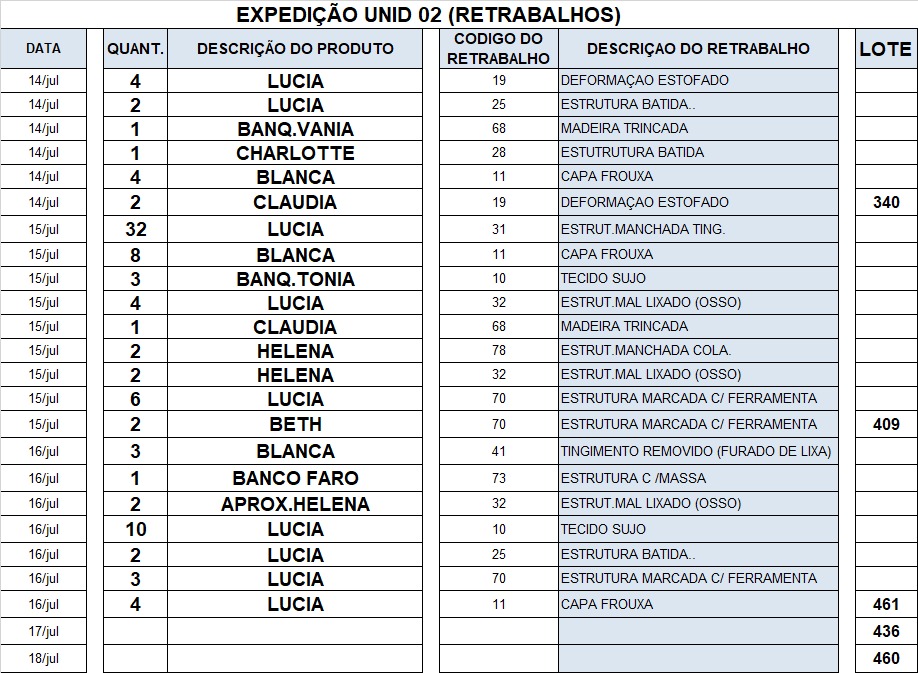 EXPEDIÇÃO UNID 02 (RETRABALHOS)
DATA QUANT. DESCRIÇÃO DO PRODUTO CODIGO DO RETRABALHO DESCRIÇAO DO RETRABALHO LOTE
14/jul 4 LUCIA 19 DEFORMAÇAO ESTOFADO
14/jul 2 LUCIA 25 ESTRUTURA BATIDA..
14/jul 1 BANQ.VANIA 68 MADEIRA TRINCADA
14/jul 1 CHARLOTTE 28 ESTUTRUTURA BATIDA
14/jul 4 BLANCA 11 CAPA FROUXA
14/jul 2 CLAUDIA 19 DEFORMAÇAO ESTOFADO 340
15/jul 32 LUCIA 31 ESTRUT.MANCHADA TING.
15/jul 8 BLANCA 11 CAPA FROUXA
15/jul 3 BANQ.TONIA 10 TECIDO SUJO
15/jul 4 LUCIA 32 ESTRUT.MAL LIXADO (OSSO)
15/jul 1 CLAUDIA 68 MADEIRA TRINCADA
15/jul 2 HELENA 78 ESTRUT.MANCHADA COLA.
15/jul 2 HELENA 32 ESTRUT.MAL LIXADO (OSSO)
15/jul 6 LUCIA 70 ESTRUTURA MARCADA C/ FERRAMENTA
15/jul 2 BETH 70 ESTRUTURA MARCADA C/ FERRAMENTA 409
16/jul 3 BLANCA 41 TINGIMENTO REMOVIDO (FURADO DE LIXA)
16/jul 1 BANCO FARO 73 ESTRUTURA C /MASSA
16/jul 2 APROX.HELENA 32 ESTRUT.MAL LIXADO (OSSO)
16/jul 10 LUCIA 10 TECIDO SUJO
16/jul 2 LUCIA 25 ESTRUTURA BATIDA..
16/jul 3 LUCIA 70 ESTRUTURA MARCADA C/ FERRAMENTA
16/jul 4 LUCIA 11 CAPA FROUXA 461
17/jul 436
18/jul 460